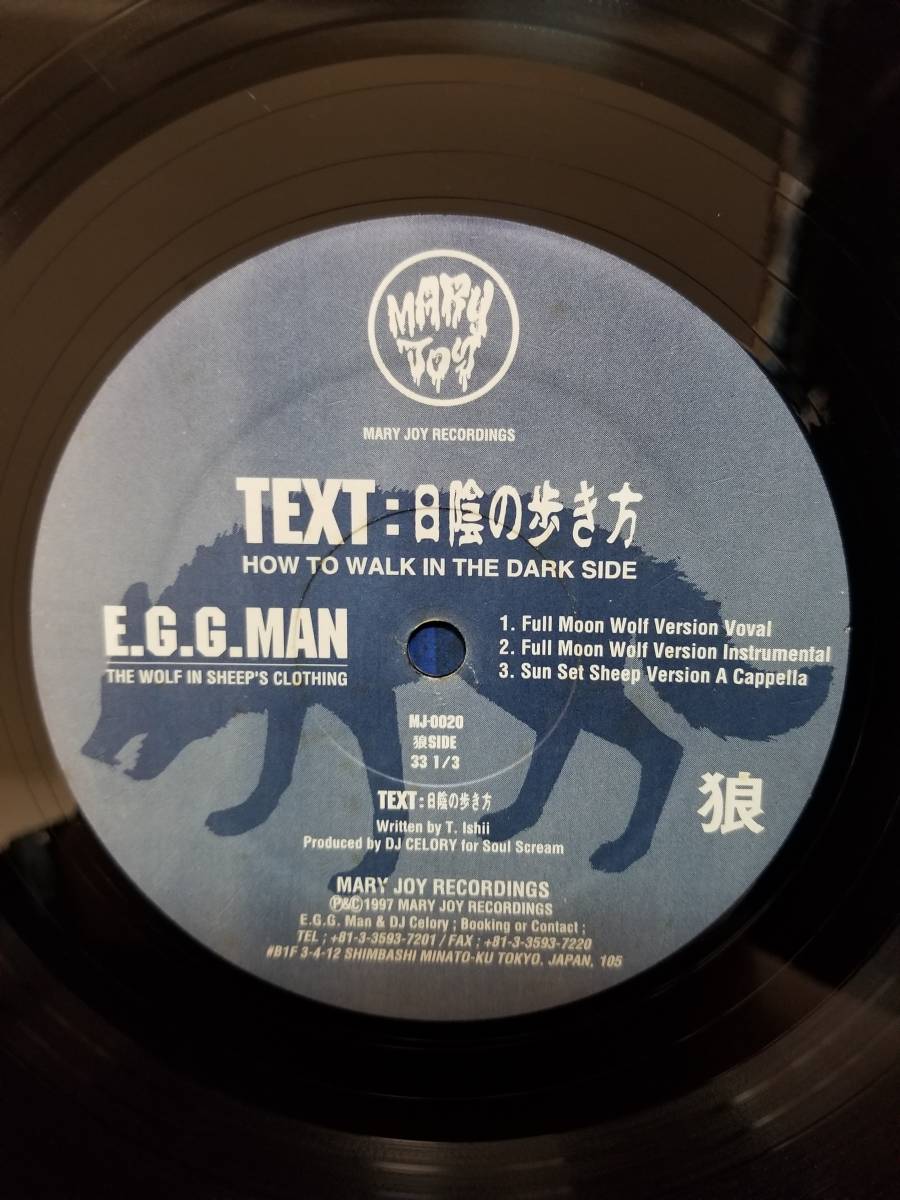 MARY
JOY
MARY JOY RECORDINGS
TEXT:日陰の歩き方
HOW TO WALK IN THE DARK SIDE
E.G.G.MAN
THE WOLF IN SHEEP'S CLOTHING
1. Full Moon Wolf Version Voval
2. Full Moon Wolf Version Instrumental
3. Sun Set Sheep Version A Cappella
MJ-0020
狼SIDE
33 1/3
狼
TEXT:日陰の歩き方
Written by T. Ishii
Produced by DJ CELORY for Soul Scream
MARY JOY RECORDINGS
Ⓟ&©1997 MARY JOY RECORDINGS
E.G.G. Man & DJ Celory ; Booking or Contact ;
TEL ; +81-3-3593-7201 / FAX ; +81-3-3593-7220
#B1F 3-4-12 SHIMBASHI MINATO-KU TOKYO, JAPAN, 105